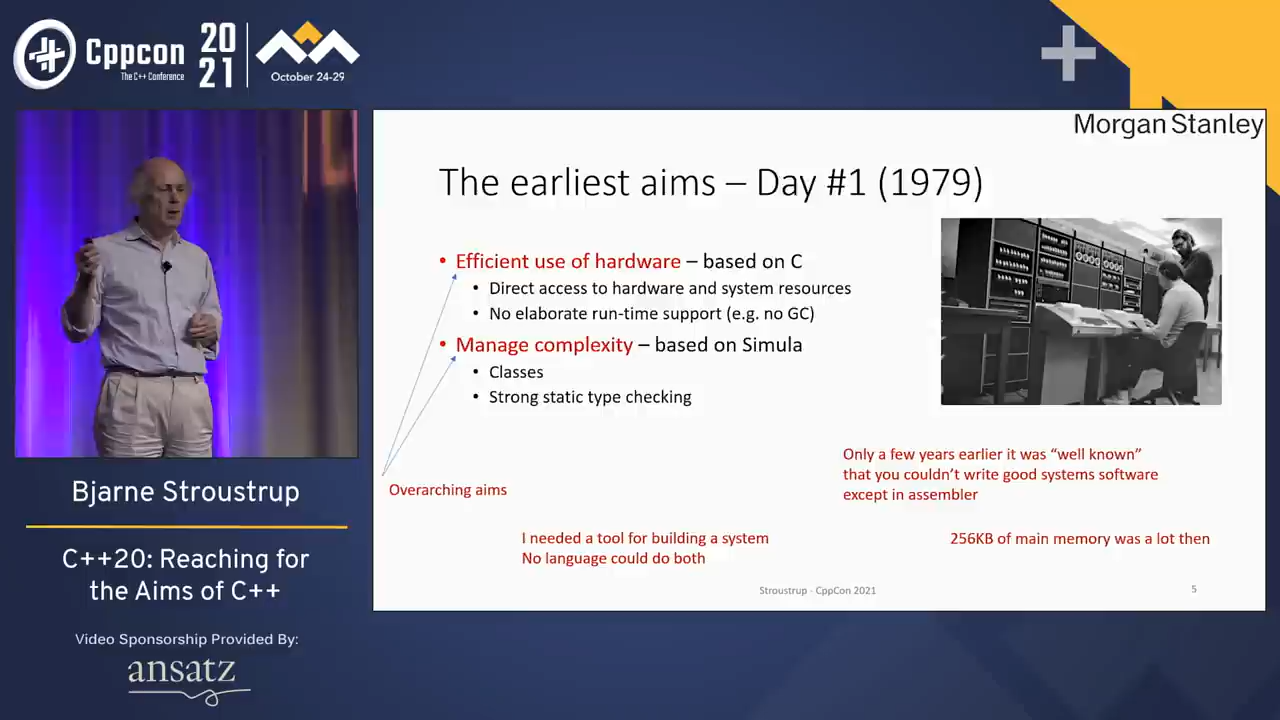 Cppcon
The C++ Conference
20
21
October 24-29
Morgan Stanley
The earliest aims – Day #1 (1979)
• Efficient use of hardware – based on C
• Direct access to hardware and system resources
• No elaborate run-time support (e.g. no GC)
• Manage complexity – based on Simula
• Classes
• Strong static type checking
Only a few years earlier it was “well known”
that you couldn’t write good systems software
except in assembler
Overarching aims
I needed a tool for building a system
No language could do both
256KB of main memory was a lot then
Stroustrup - CppCon 2021
5
Bjarne Stroustrup
C++20: Reaching for
the Aims of C++
Video Sponsorship Provided By:
ansatz